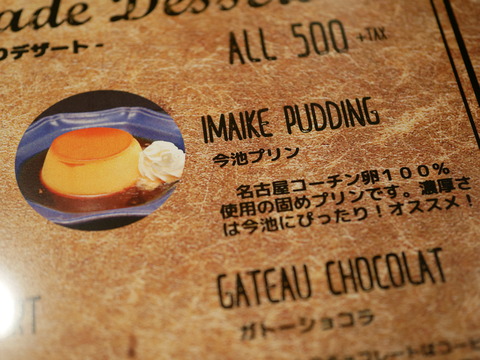 ade Dessert
のデザート -
ALL 500 +TAX
IMAIKE PUDDING
今池プリン
名古屋コーチン卵100%
使用の固めプリンです。濃厚さ
は今池にぴったり!オススメ!
GATEAU CHOCOLAT
ガトーショコラ
RT